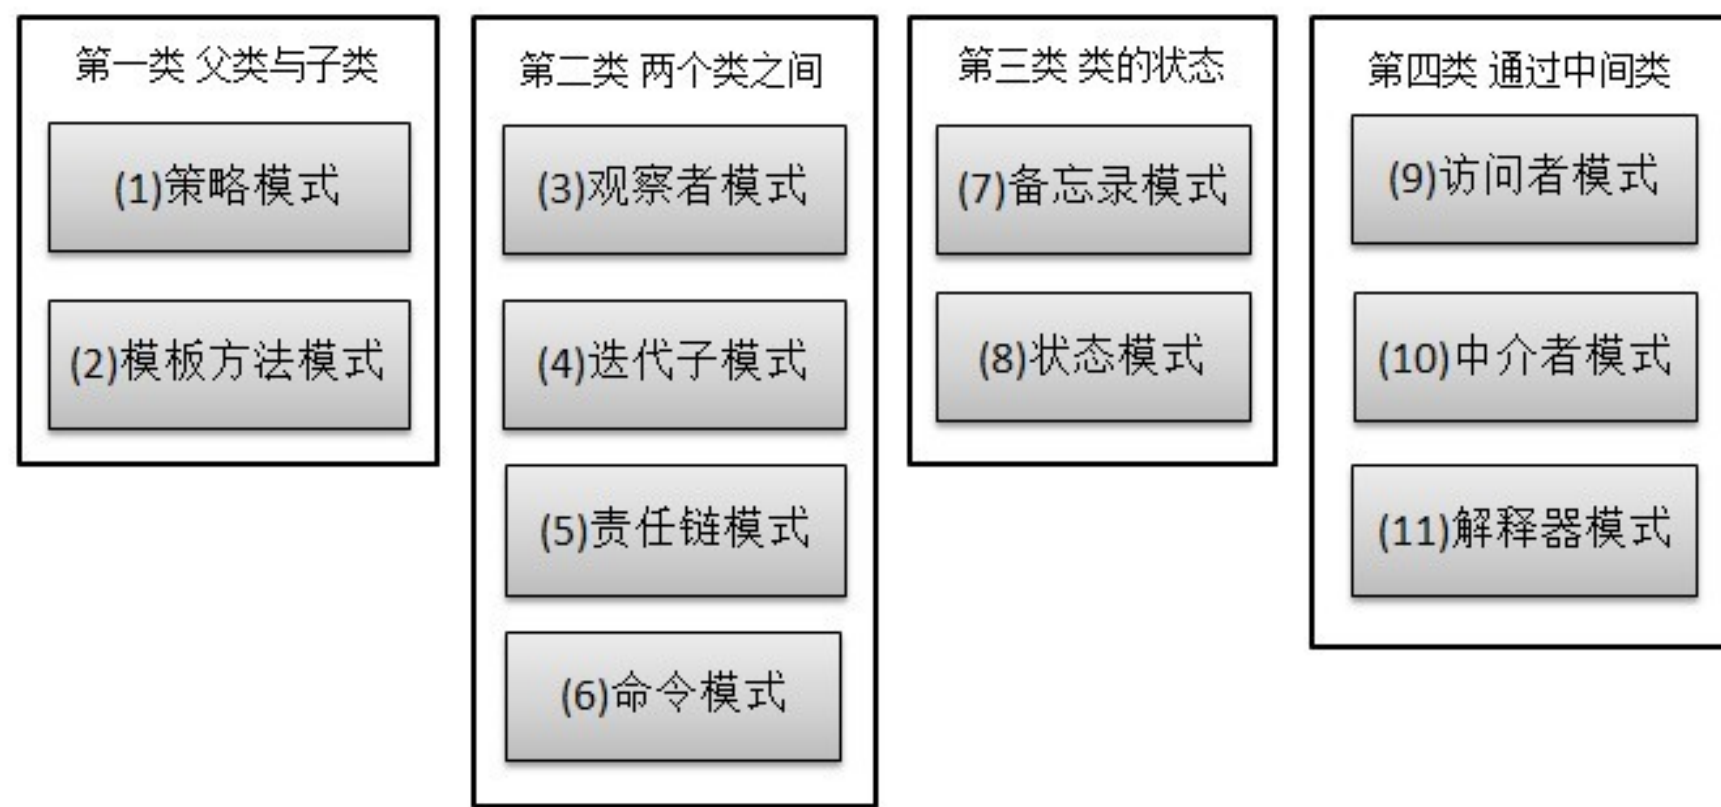 第一类 父类与子类
(1)策略模式
(2)模板方法模式
第二类 两个类之间
(3)观察者模式
(4)迭代子模式
(5)责任链模式
(6)命令模式
第三类 类的状态
(7)备忘录模式
(8)状态模式
第四类 通过中间类
(9)访问者模式
(10)中介者模式
(11)解释器模式